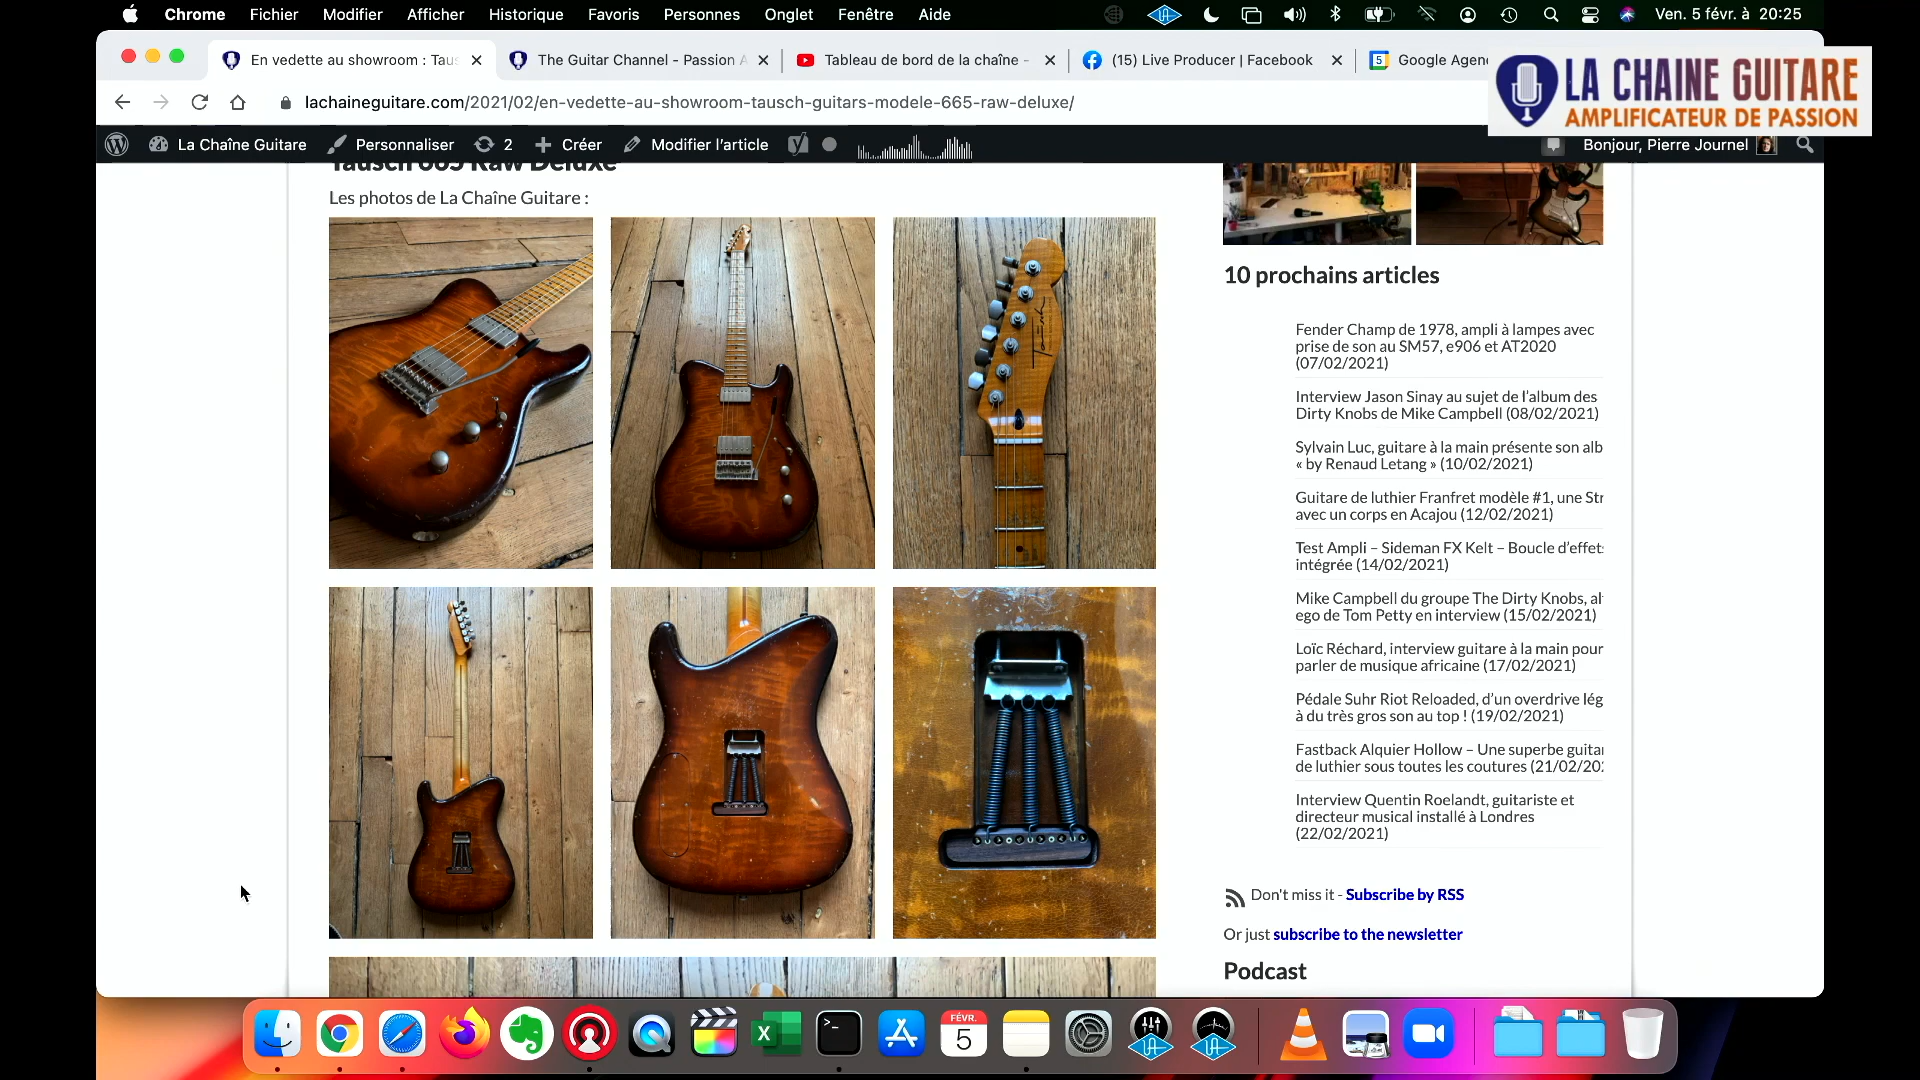 Chrome Fichier Modifier Afficher Historique Favoris Personnes Onglet Fenêtre Aide
Ven. 5 févr. à 20:25
En vedette au showroom : Taus
The Guitar Channel - Passion A
Tableau de bord de la chaîne -
(15) Live Producer | Facebook
5
Google Agen
LA CHAINE GUITARE
AMPLIFICATEUR DE PASSION
lachaineguitare.com/2021/02/en-vedette-au-showroom-tausch-guitars-modele-665-raw-deluxe/
La Chaîne Guitare Personnaliser 2 Créer Modifier l'article
Bonjour, Pierre Journel
Tausch 665 Raw Deluxe
Les photos de La Chaîne Guitare :
Tausch
10 prochains articles
Fender Champ de 1978, ampli à lampes avec
prise de son au SM57, e906 et AT2020
(07/02/2021)
Interview Jason Sinay au sujet de l'album des
Dirty Knobs de Mike Campbell (08/02/2021)
Sylvain Luc, guitare à la main présente son alb
« by Renaud Letang » (10/02/2021)
Guitare de luthier Franfret modèle #1, une Str
avec un corps en Acajou (12/02/2021)
Test Ampli – Sideman FX Kelt – Boucle d'effets
intégrée (14/02/2021)
Mike Campbell du groupe The Dirty Knobs, al
ego de Tom Petty en interview (15/02/2021)
Loïc Réchard, interview guitare à la main pour
parler de musique africaine (17/02/2021)
Pédale Suhr Riot Reloaded, d'un overdrive lég
à du très gros son au top ! (19/02/2021)
Fastback Alquier Hollow – Une superbe guitar
de luthier sous toutes les coutures (21/02/202
Interview Quentin Roelandt, guitariste et
directeur musical installé à Londres
(22/02/2021)
Don't miss it - Subscribe by RSS
Or just subscribe to the newsletter
Podcast
FÉVR.
5